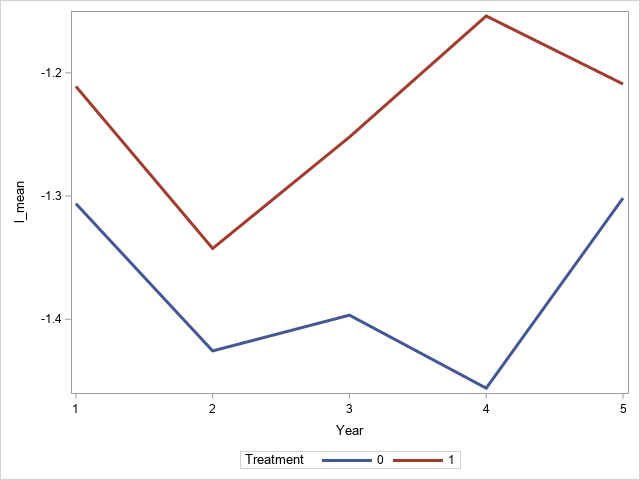 -1.2
-1.3
-1.4
l_mean
1 2 3 4 5
Year
Treatment 0 1